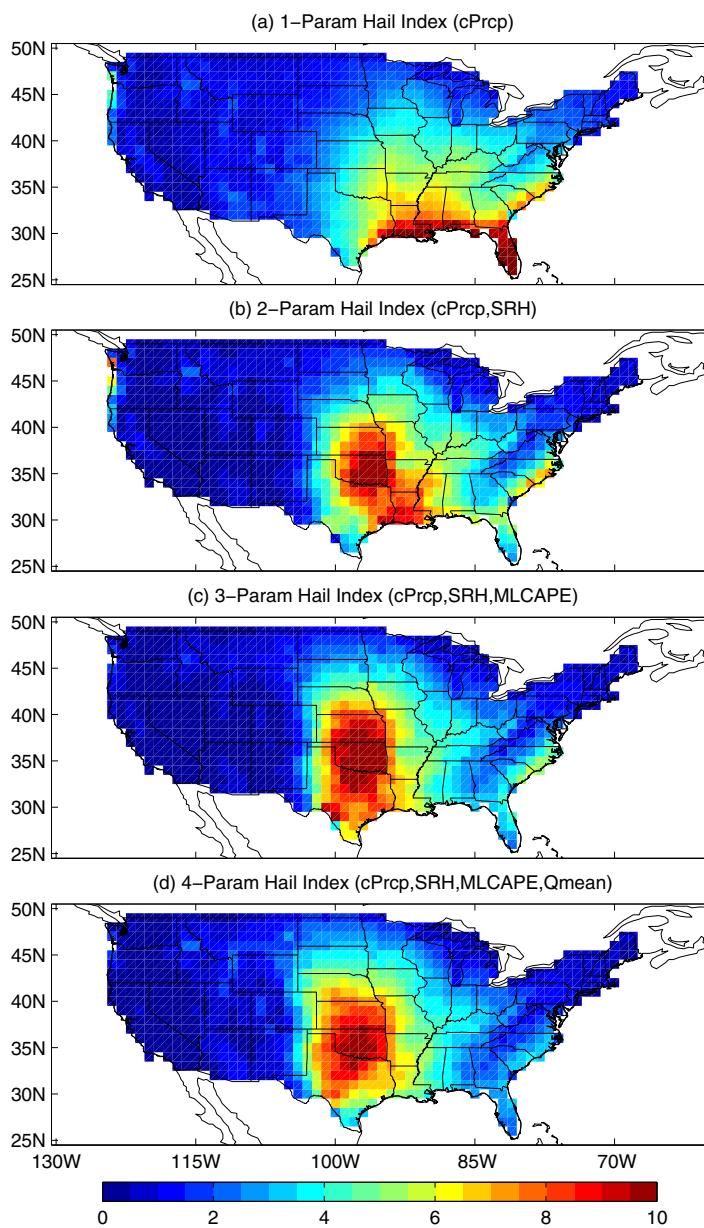 (a) 1−Param Hail Index (cPrcp)
50N
45N
40N
35N
30N
25N
(b) 2−Param Hail Index (cPrcp,SRH)
50N
45N
40N
35N
30N
25N
(c) 3−Param Hail Index (cPrcp,SRH,MLCAPE)
50N
45N
40N
35N
30N
25N
(d) 4−Param Hail Index (cPrcp,SRH,MLCAPE,Qmean)
50N
45N
40N
35N
30N
25N
130W 115W 100W 85W 70W
0 2 4 6 8 10